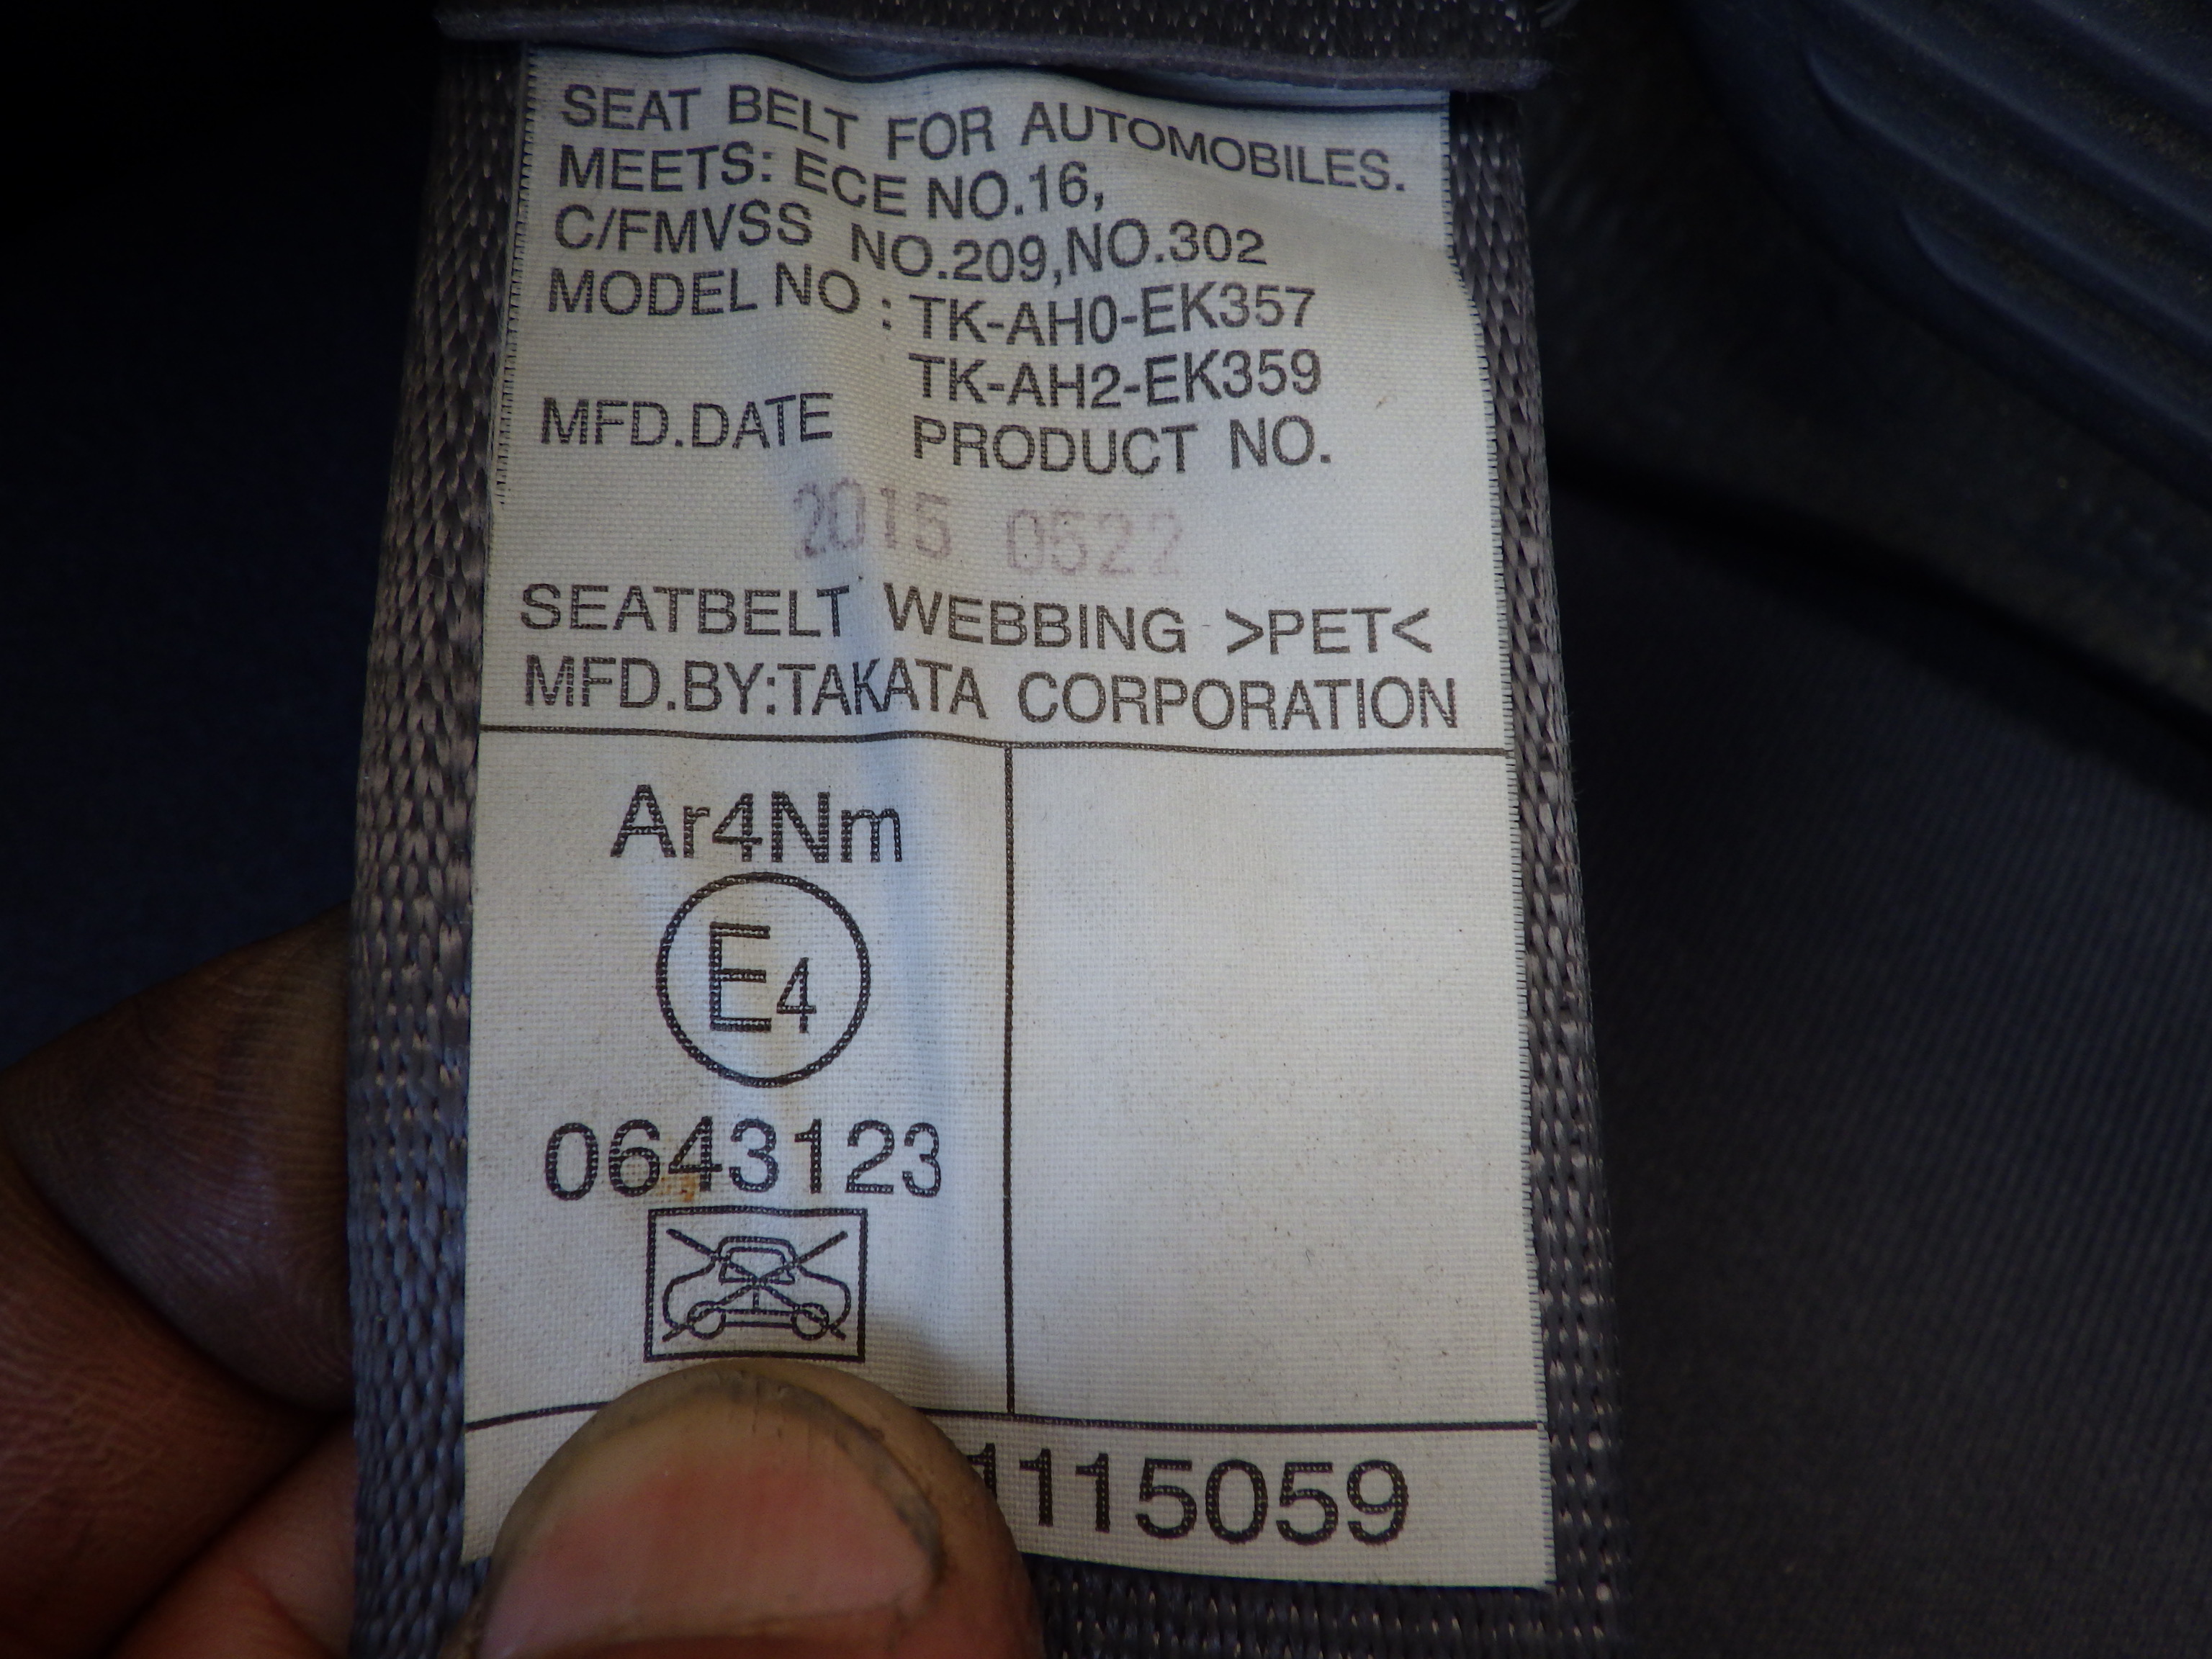 SEAT BELT FOR AUTOMOBILES.
MEETS: ECE NO.16,
C/FMVSS NO.209,NO.302
MODEL NO : TK-AH0-EK357
TK-AH2-EK359
MFD.DATE PRODUCT NO.
2015 0522
SEATBELT WEBBING >PET<
MFD.BY:TAKATA CORPORATION
Ar4Nm
E4
0643123
1115059